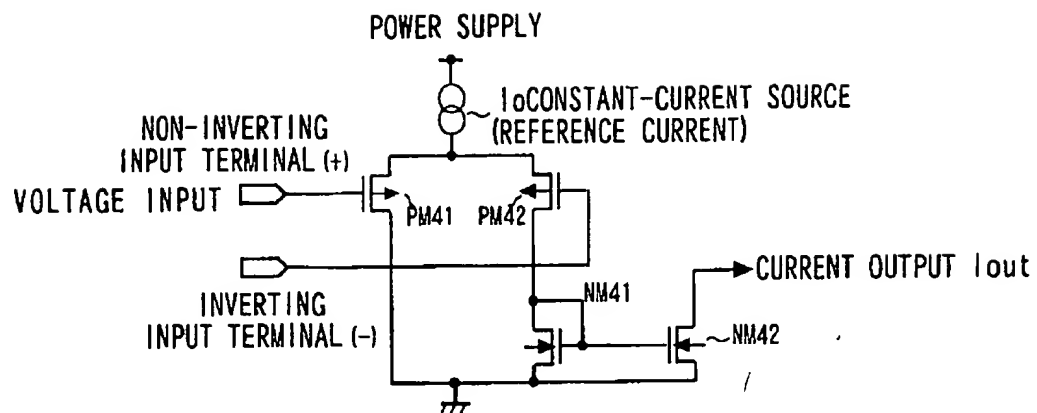 POWER SUPPLY
IoCONSTANT-CURRENT SOURCE
(REFERENCE CURRENT)
NON-INVERTING
INPUT TERMINAL(+)
VOLTAGE INPUT
PM41
PM42
CURRENT OUTPUT Iout
NM41
INVERTING
INPUT TERMINAL(-)
NM42